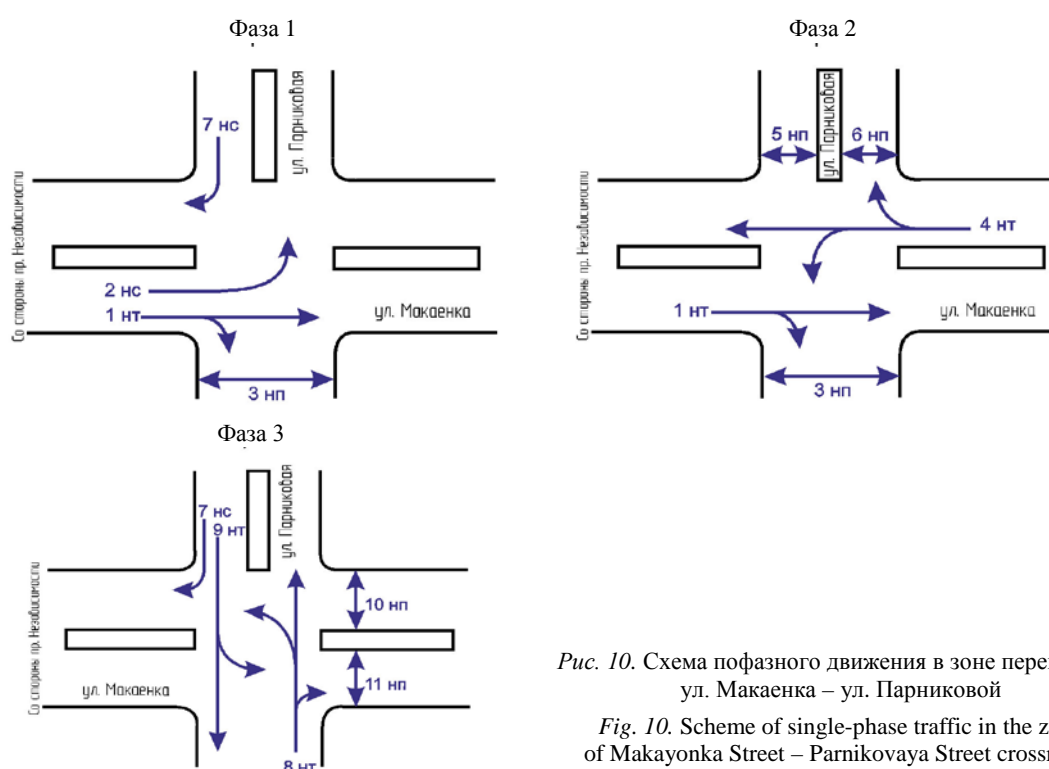 Фаза 1
7 нс
ул. Парниковая
Со стороны пр. Независимости
2 нс
1 нт
ул. Макаенка
3 нп
Фаза 2
5 нп
ул. Парниковая
6 нп
Со стороны пр. Независимости
4 нт
1 нт
ул. Макаенка
3 нп
Фаза 3
7 нс
9 нт
ул. Парниковая
Со стороны пр. Независимости
10 нп
11 нп
ул. Макаенка
8 нт
Рис. 10. Схема пофазного движения в зоне
ул. Макаенка – ул. Парниковой
Fig. 10. Scheme of single-phase traffic in the
of Makayonka Street – Parnikovaya Street